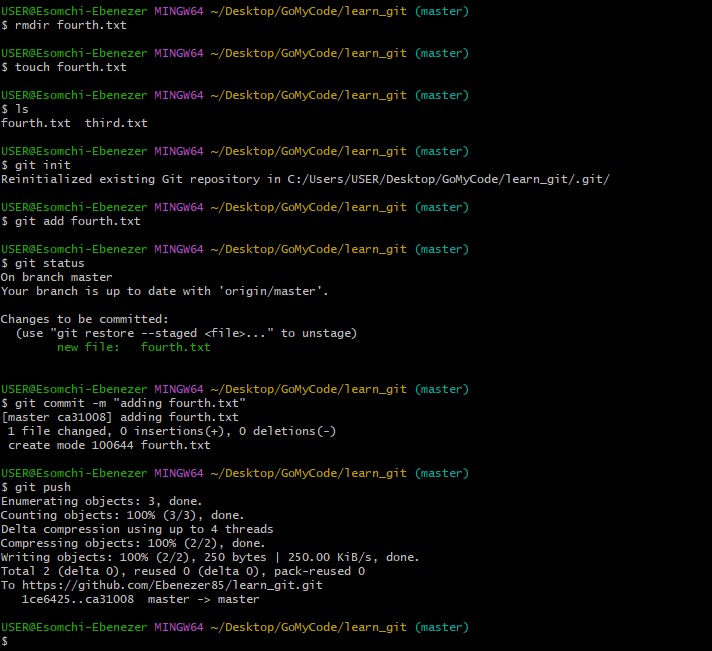 USER@Esomchi-Ebenezer MINGW64 ~/Desktop/GoMyCode/learn_git (master)
$ rmdir fourth.txt
USER@Esomchi-Ebenezer MINGW64 ~/Desktop/GoMyCode/learn_git (master)
$ touch fourth.txt
USER@Esomchi-Ebenezer MINGW64 ~/Desktop/GoMyCode/learn_git (master)
$ ls
fourth.txt  third.txt
USER@Esomchi-Ebenezer MINGW64 ~/Desktop/GoMyCode/learn_git (master)
$ git init
Reinitialized existing Git repository in C:/Users/USER/Desktop/GoMyCode/learn_git/.git/
USER@Esomchi-Ebenezer MINGW64 ~/Desktop/GoMyCode/learn_git (master)
$ git add fourth.txt
USER@Esomchi-Ebenezer MINGW64 ~/Desktop/GoMyCode/learn_git (master)
$ git status
On branch master
Your branch is up to date with 'origin/master'.
Changes to be committed:
  (use "git restore --staged <file>..." to unstage)
        new file:   fourth.txt
USER@Esomchi-Ebenezer MINGW64 ~/Desktop/GoMyCode/learn_git (master)
$ git commit -m "adding fourth.txt"
[master ca31008] adding fourth.txt
 1 file changed, 0 insertions(+), 0 deletions(-)
 create mode 100644 fourth.txt
USER@Esomchi-Ebenezer MINGW64 ~/Desktop/GoMyCode/learn_git (master)
$ git push
Enumerating objects: 3, done.
Counting objects: 100% (3/3), done.
Delta compression using up to 4 threads
Compressing objects: 100% (2/2), done.
Writing objects: 100% (2/2), 250 bytes | 250.00 KiB/s, done.
Total 2 (delta 0), reused 0 (delta 0), pack-reused 0
To https://github.com/Ebenezer85/learn_git.git
   1ce6425..ca31008  master -> master
USER@Esomchi-Ebenezer MINGW64 ~/Desktop/GoMyCode/learn_git (master)
$